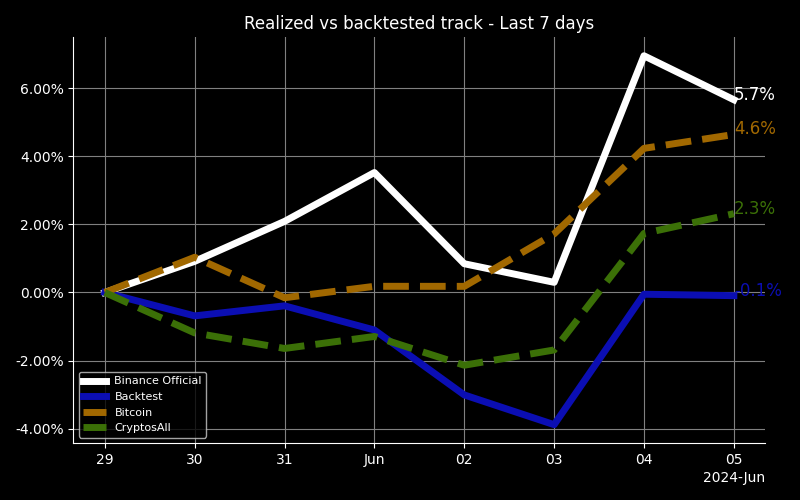 Realized vs backtested track - Last 7 days
6.00%
4.00%
2.00%
0.00%
-2.00%
-4.00%
5.7%
4.6%
2.3%
-0.1%
Binance Official
Backtest
Bitcoin
CryptosAll
29 30 31 Jun 02 03 04 05
2024-Jun